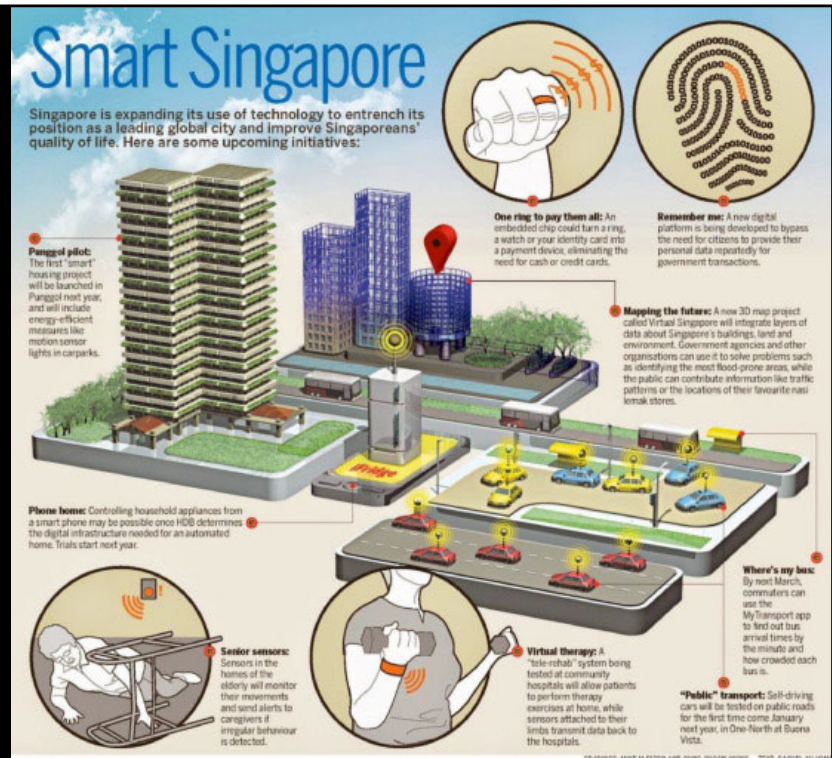 Smart Singapore
Singapore is expanding its use of technology to entrench its
position as a leading global city and improve Singaporeans'
quality of life. Here are some upcoming initiatives:
One ring to pay them all: An
embedded chip could turn a ring,
a watch or your identity card into
a payment device, eliminating the
need for cash or credit cards.
Remember me: A new digital
platform is being developed to bypass
the need for citizens to provide their
personal data repeatedly for
government transactions.
Punggol pilot:
The first "smart"
housing project
will be launched in
Punggol next year,
and will include
energy-efficient
measures like
motion sensor
lights in carparks.
Mapping the future: A new 3D map project
called Virtual Singapore will integrate layers of
data about Singapore's buildings, land and
environment. Government agencies and other
organisations can use it to solve problems such
as identifying the most flood-prone areas, while
the public can contribute information like traffic
patterns or the locations of their favourite nasi
lemak stores.
iFridge
Phone home: Controlling household appliances from
a smart phone may be possible once HDB determines
the digital infrastructure needed for an automated
home. Trials start next year.
Where's my bus:
By next March,
commuters can
use the
MyTransport app
to find out bus
arrival times by
the minute and
how crowded each
bus is.
Senior sensors:
Sensors in the
homes of the
elderly will monitor
their movements
and send alerts to
caregivers if
irregular behaviour
is detected.
Virtual therapy: A
"tele-rehab" system being
tested at community
hospitals will allow patients
to perform therapy
exercises at home, while
sensors attached to their
limbs transmit data back to
the hospitals.
"Public" transport: Self-driving
cars will be tested on public roads
for the first time come January
next year, in One-North at Buona
Vista.